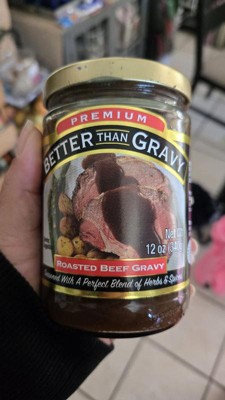 PREMIUM
BETTER THAN GRAVY
12 oz
ROASTED BEEF GRAVY
Seasoned With A Perfect Blend of Herbs & Spices